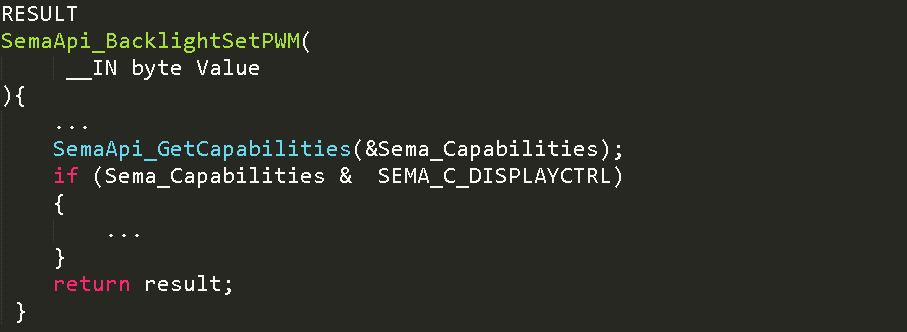 RESULT
SemaApi_BacklightSetPWM(
     __IN byte Value
){
    ...
    SemaApi_GetCapabilities(&Sema_Capabilities);
    if (Sema_Capabilities &  SEMA_C_DISPLAYCTRL)
    {
        ...
    }
    return result;
 }